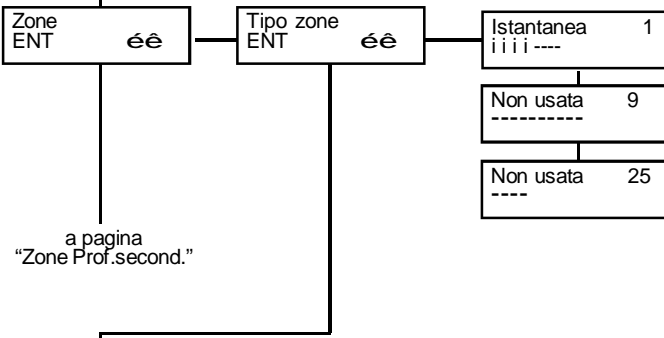 Zone
ENT éê
Tipo zone
ENT éê
Istantanea 1
i i i i ----
Non usata 9
----------
Non usata 25
----
a pagina
“Zone Prof.second.”